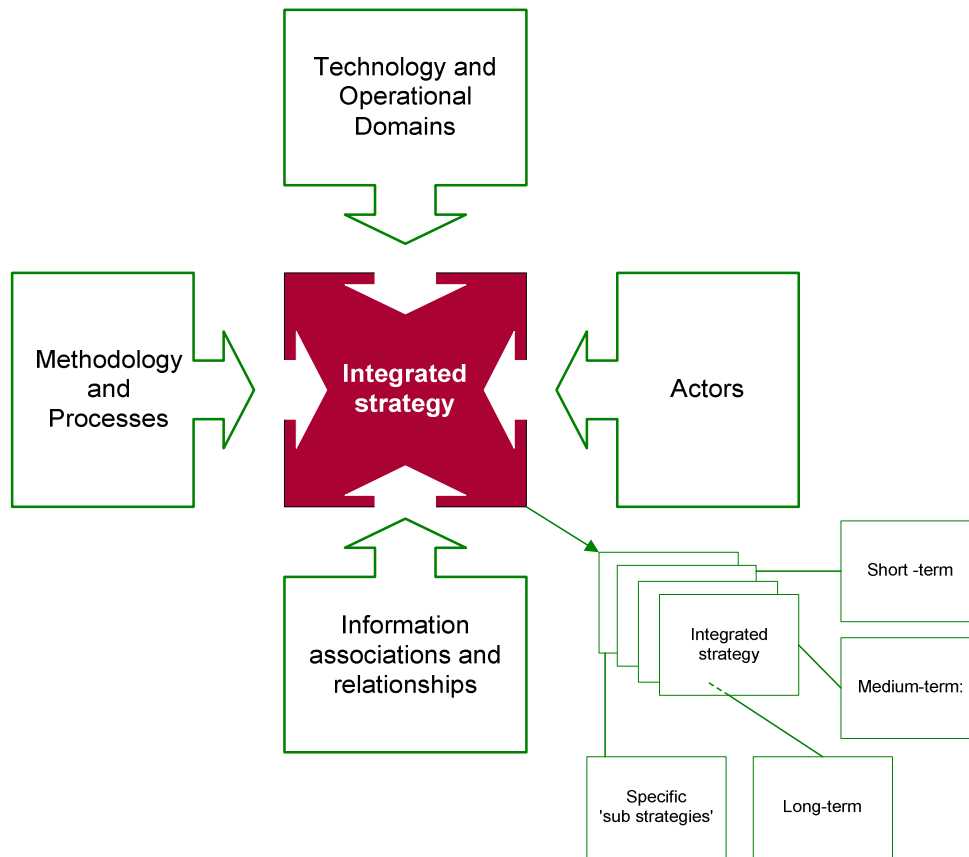 Technology and
Operational
Domains
Methodology
and
Processes
Integrated
strategy
Actors
Information
associations and
relationships
Short -term
Integrated
strategy
Medium-term:
Specific
'sub strategies'
Long-term